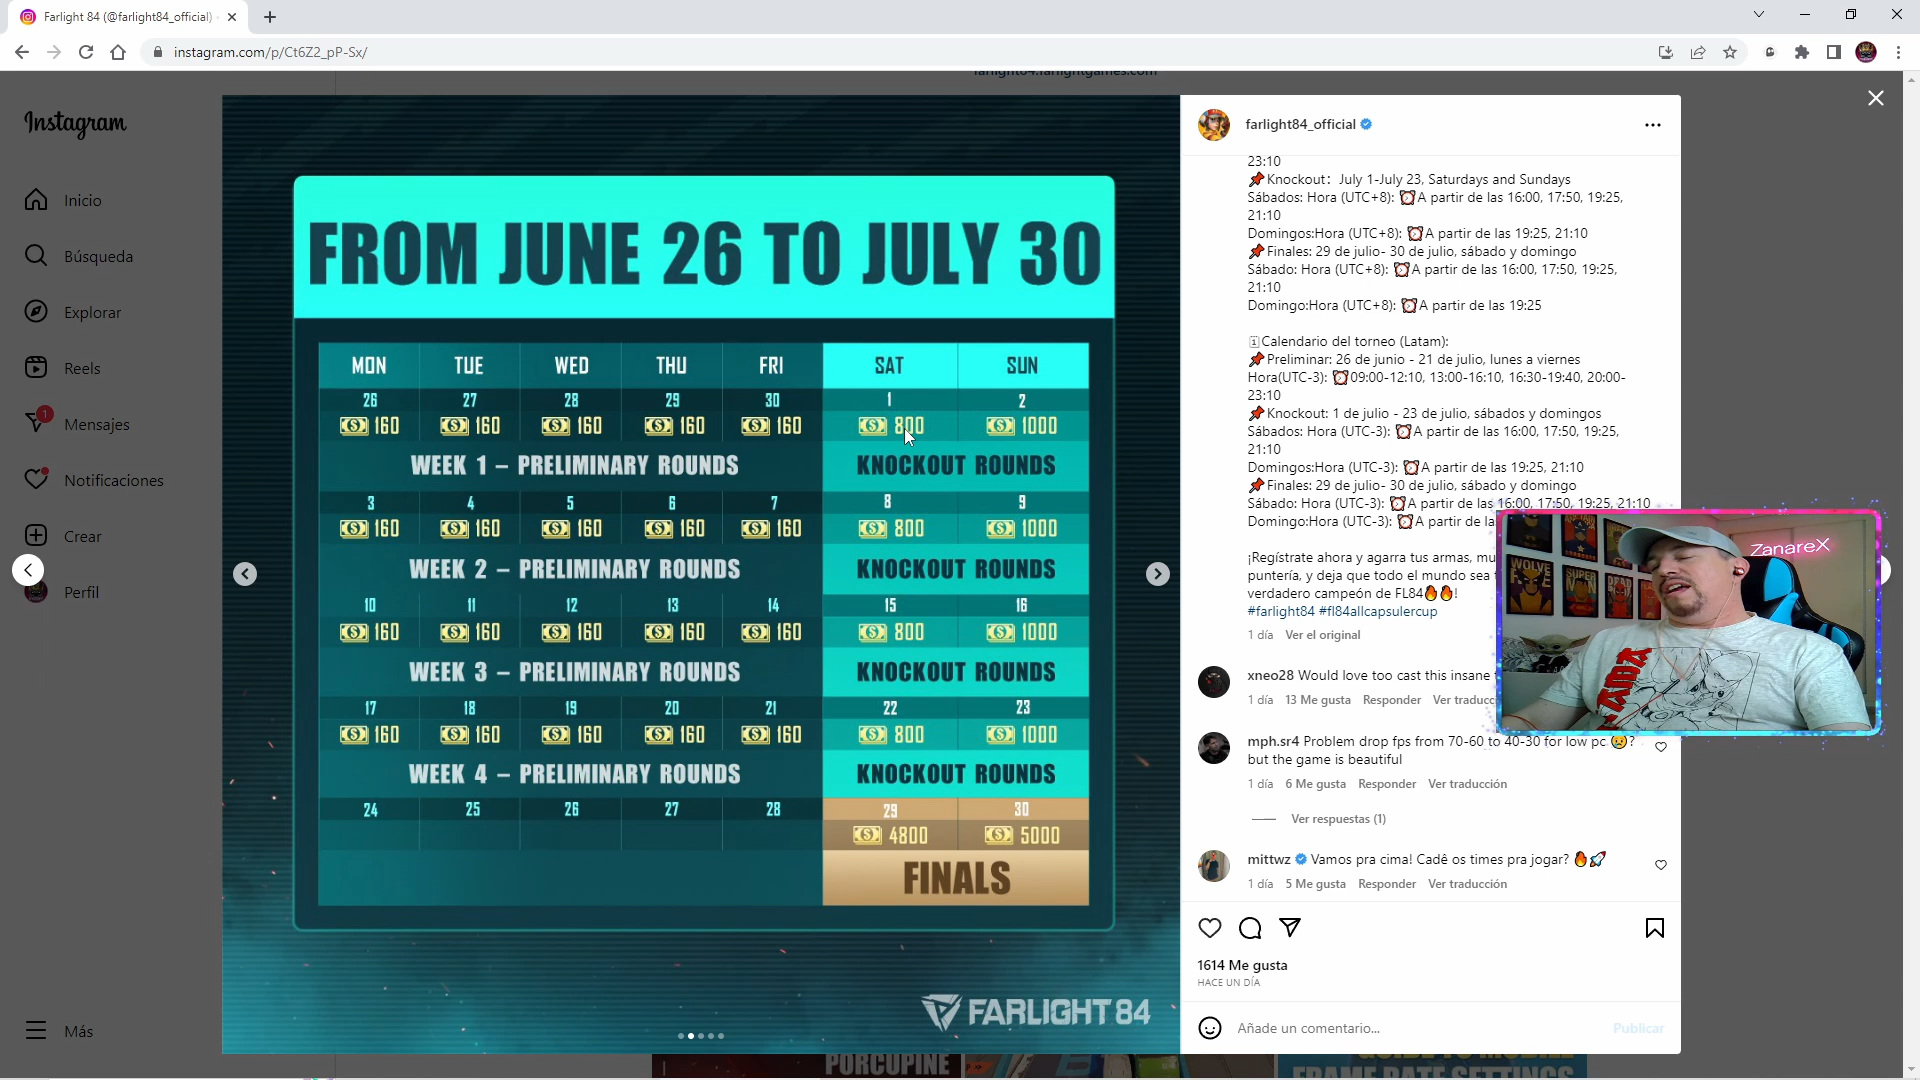 Farlight 84 (@farlight84_official)
instagram.com/p/Ct6Z2_pP-Sx/
farlight84.farlightgames.com
Instagram
Inicio
Búsqueda
Explorar
Reels
1
Mensajes
Notificaciones
Crear
Perfil
Más
FROM JUNE 26 TO JULY 30
MON TUE WED THU FRI SAT SUN
26 27 28 29 30 1 2
160 160 160 160 160 800 1000
WEEK 1 – PRELIMINARY ROUNDS KNOCKOUT ROUNDS
3 4 5 6 7 8 9
160 160 160 160 160 800 1000
WEEK 2 – PRELIMINARY ROUNDS KNOCKOUT ROUNDS
10 11 12 13 14 15 16
160 160 160 160 160 800 1000
WEEK 3 – PRELIMINARY ROUNDS KNOCKOUT ROUNDS
17 18 19 20 21 22 23
160 160 160 160 160 800 1000
WEEK 4 – PRELIMINARY ROUNDS KNOCKOUT ROUNDS
24 25 26 27 28 29 30
4800 5000
FINALS
FARLIGHT 84
farlight84_official
23:10
📌Knockout: July 1-July 23, Saturdays and Sundays
Sábados: Hora (UTC+8): ⏰A partir de las 16:00, 17:50, 19:25,
21:10
Domingos:Hora (UTC+8): ⏰A partir de las 19:25, 21:10
📌Finales: 29 de julio- 30 de julio, sábado y domingo
Sábado: Hora (UTC+8): ⏰A partir de las 16:00, 17:50, 19:25,
21:10
Domingo:Hora (UTC+8): ⏰A partir de las 19:25
🗓Calendario del torneo (Latam):
📌Preliminar: 26 de junio - 21 de julio, lunes a viernes
Hora(UTC-3): ⏰09:00-12:10, 13:00-16:10, 16:30-19:40, 20:00-
23:10
📌Knockout: 1 de julio - 23 de julio, sábados y domingos
Sábados: Hora (UTC-3): ⏰A partir de las 16:00, 17:50, 19:25,
21:10
Domingos:Hora (UTC-3): ⏰A partir de las 19:25, 21:10
📌Finales: 29 de julio- 30 de julio, sábado y domingo
Sábado: Hora (UTC-3): ⏰A partir de las 16:00, 17:50, 19:25, 21:10
Domingo:Hora (UTC-3): ⏰A partir de la
¡Regístrate ahora y agarra tus armas, mu
puntería, y deja que todo el mundo sea
verdadero campeón de FL84🔥🔥!
#farlight84 #fl84allcapsulercup
1 día Ver el original
xneo28 Would love too cast this insane
1 día 13 Me gusta Responder Ver traducc
mph.sr4 Problem drop fps from 70-60 to 40-30 for low pc 😢?
but the game is beautiful
1 día 6 Me gusta Responder Ver traducción
Ver respuestas (1)
mittwz Vamos pra cima! Cadê os times pra jogar? 🔥🚀
1 día 5 Me gusta Responder Ver traducción
1614 Me gusta
HACE UN DÍA
Añade un comentario...
Publicar
ZanareX
WOLVE
SUPER
MAN
PORCUPINE
GUIDE TO MOBILE
FRAME RATE SETTINGS